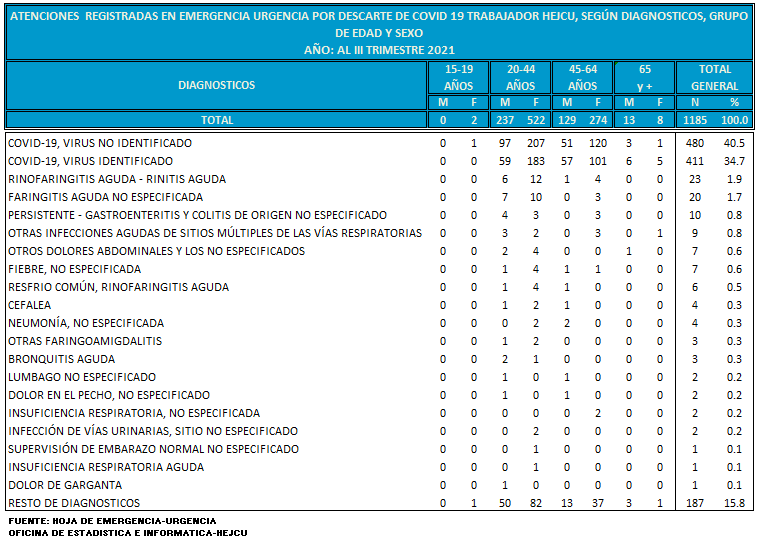 ATENCIONES REGISTRADAS EN EMERGENCIA URGENCIA POR DESCARTE DE COVID 19 TRABAJADOR HEJCU, SEGÚN DIAGNOSTICOS, GRUPO
DE EDAD Y SEXO
AÑO: AL III TRIMESTRE 2021
DIAGNOSTICOS 15-19 AÑOS 20-44 AÑOS 45-64 AÑOS 65 y + TOTAL GENERAL
M F M F M F M F N %
TOTAL 0 2 237 522 129 274 13 8 1185 100.0
COVID-19, VIRUS NO IDENTIFICADO 0 1 97 207 51 120 3 1 480 40.5
COVID-19, VIRUS IDENTIFICADO 0 0 59 183 57 101 6 5 411 34.7
RINOFARINGITIS AGUDA - RINITIS AGUDA 0 0 6 12 1 4 0 0 23 1.9
FARINGITIS AGUDA NO ESPECIFICADA 0 0 7 10 0 3 0 0 20 1.7
PERSISTENTE - GASTROENTERITIS Y COLITIS DE ORIGEN NO ESPECIFICADO 0 0 4 3 0 3 0 0 10 0.8
OTRAS INFECCIONES AGUDAS DE SITIOS MÚLTIPLES DE LAS VÍAS RESPIRATORIAS 0 0 3 2 0 3 0 1 9 0.8
OTROS DOLORES ABDOMINALES Y LOS NO ESPECIFICADOS 0 0 2 4 0 0 1 0 7 0.6
FIEBRE, NO ESPECIFICADA 0 0 1 4 1 1 0 0 7 0.6
RESFRIO COMÚN, RINOFARINGITIS AGUDA 0 0 1 4 1 0 0 0 6 0.5
CEFALEA 0 0 1 2 1 0 0 0 4 0.3
NEUMONÍA, NO ESPECIFICADA 0 0 0 2 2 0 0 0 4 0.3
OTRAS FARINGOAMIGDALITIS 0 0 1 2 0 0 0 0 3 0.3
BRONQUITIS AGUDA 0 0 2 1 0 0 0 0 3 0.3
LUMBAGO NO ESPECIFICADO 0 0 1 0 1 0 0 0 2 0.2
DOLOR EN EL PECHO, NO ESPECIFICADO 0 0 1 0 1 0 0 0 2 0.2
INSUFICIENCIA RESPIRATORIA, NO ESPECIFICADA 0 0 0 0 0 2 0 0 2 0.2
INFECCIÓN DE VÍAS URINARIAS, SITIO NO ESPECIFICADO 0 0 0 2 0 0 0 0 2 0.2
SUPERVISIÓN DE EMBARAZO NORMAL NO ESPECIFICADO 0 0 0 1 0 0 0 0 1 0.1
INSUFICIENCIA RESPIRATORIA AGUDA 0 0 0 1 0 0 0 0 1 0.1
DOLOR DE GARGANTA 0 0 1 0 0 0 0 0 1 0.1
RESTO DE DIAGNOSTICOS 0 1 50 82 13 37 3 1 187 15.8
FUENTE: HOJA DE EMERGENCIA-URGENCIA
OFICINA DE ESTADISTICA E INFORMATICA-HEJCU